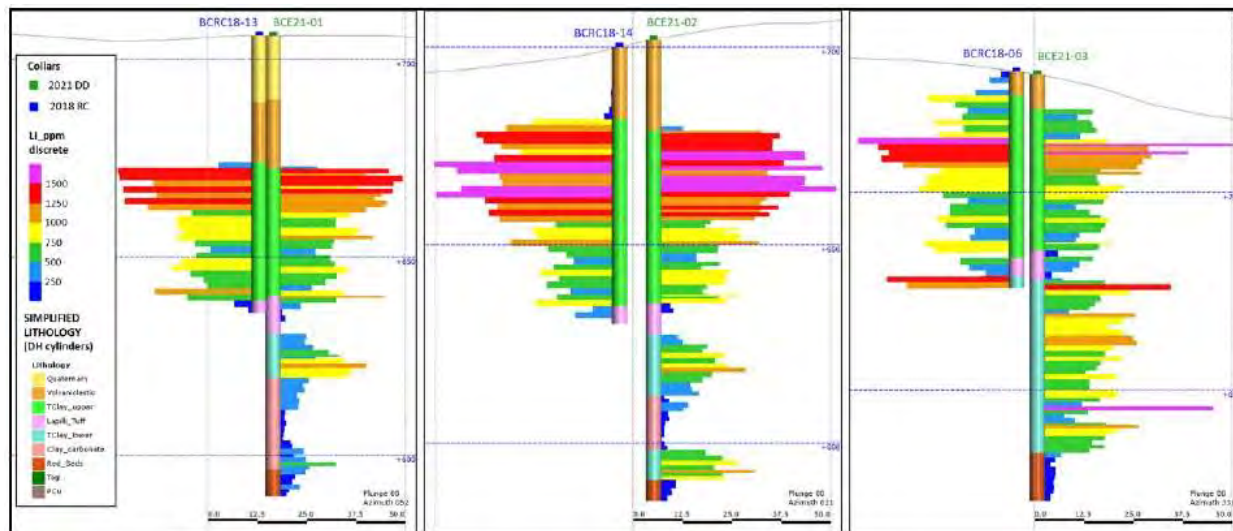 BCRC18-13 BCE21-01
BCRC18-14 BCE21-02
BCRC18-06 BCE21-03
Collars
2021 DD
2018 RC
Li_ppm
discrete
1500
1250
1000
750
500
250
SIMPLIFIED
LITHOLOGY
(DH cylinders)
Lithology
Quaternary
Volcaniclastic
TClay_upper
Lapilli_Tuff
TClay_lower
Clay_carbonate
Red_Beds
+700
+650
+600
Plunge 00
Azimuth 052
0.0 12.5 25.0 37.5 50.0
+700
Plunge 00
Azimuth 021
0.0 12.5 25.0 37.5 50.0
Plunge 00
0.0 12.5 25.0 37.5 50.0